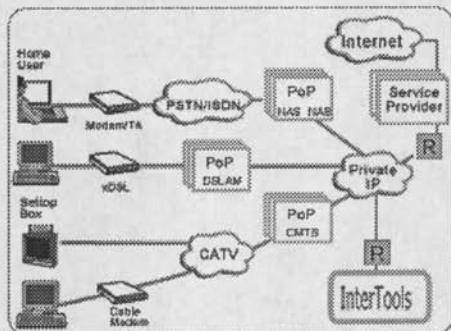 Internet
Home
User
Modem/TA
PSTN/ISDN
PoP
NAS NAS
Service
Provider
R
xDSL
PoP
DSLAM
Private
IP
Settop
Box
CATV
PoP
CMTS
R
Cable
Modem
InterTools